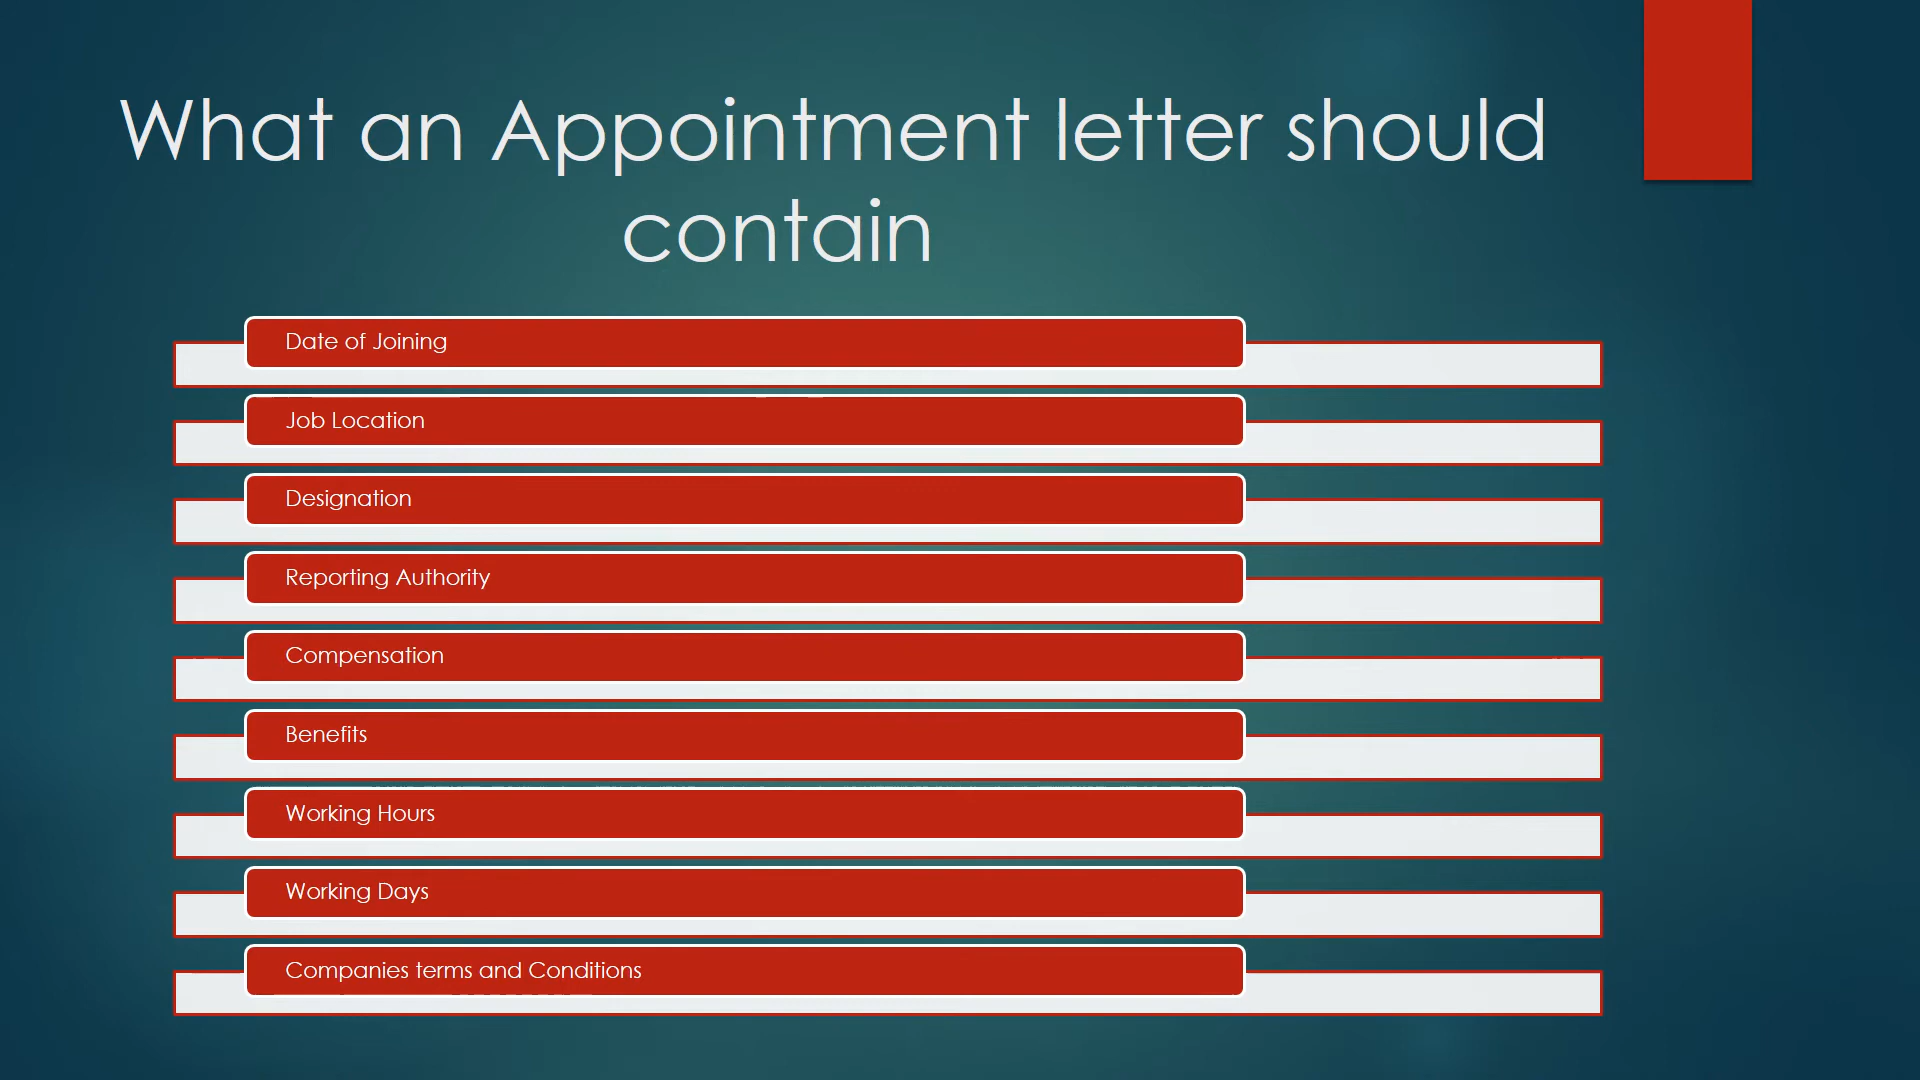 What an Appointment letter should
contain
Date of Joining
Job Location
Designation
Reporting Authority
Compensation
Benefits
Working Hours
Working Days
Companies terms and Conditions